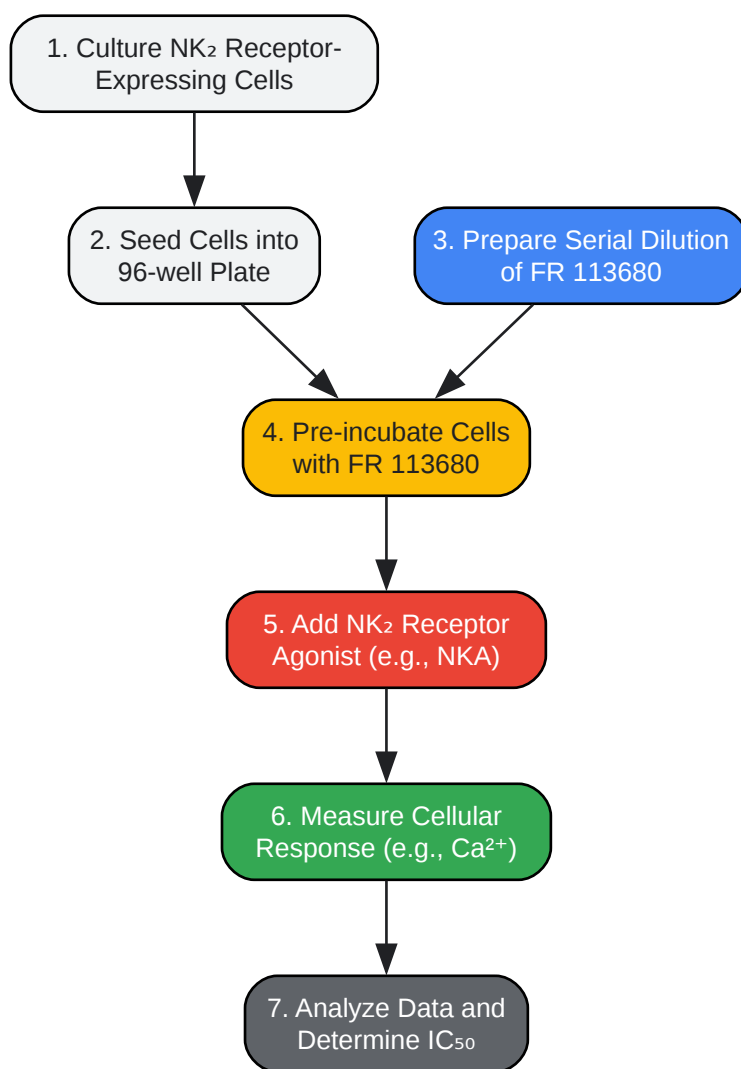 1. Culture NK₂ Receptor-
Expressing Cells
2. Seed Cells into
96-well Plate
3. Prepare Serial Dilution
of FR 113680
4. Pre-incubate Cells
with FR 113680
5. Add NK₂ Receptor
Agonist (e.g., NKA)
6. Measure Cellular
Response (e.g., Ca²⁺)
7. Analyze Data and
Determine IC₅₀